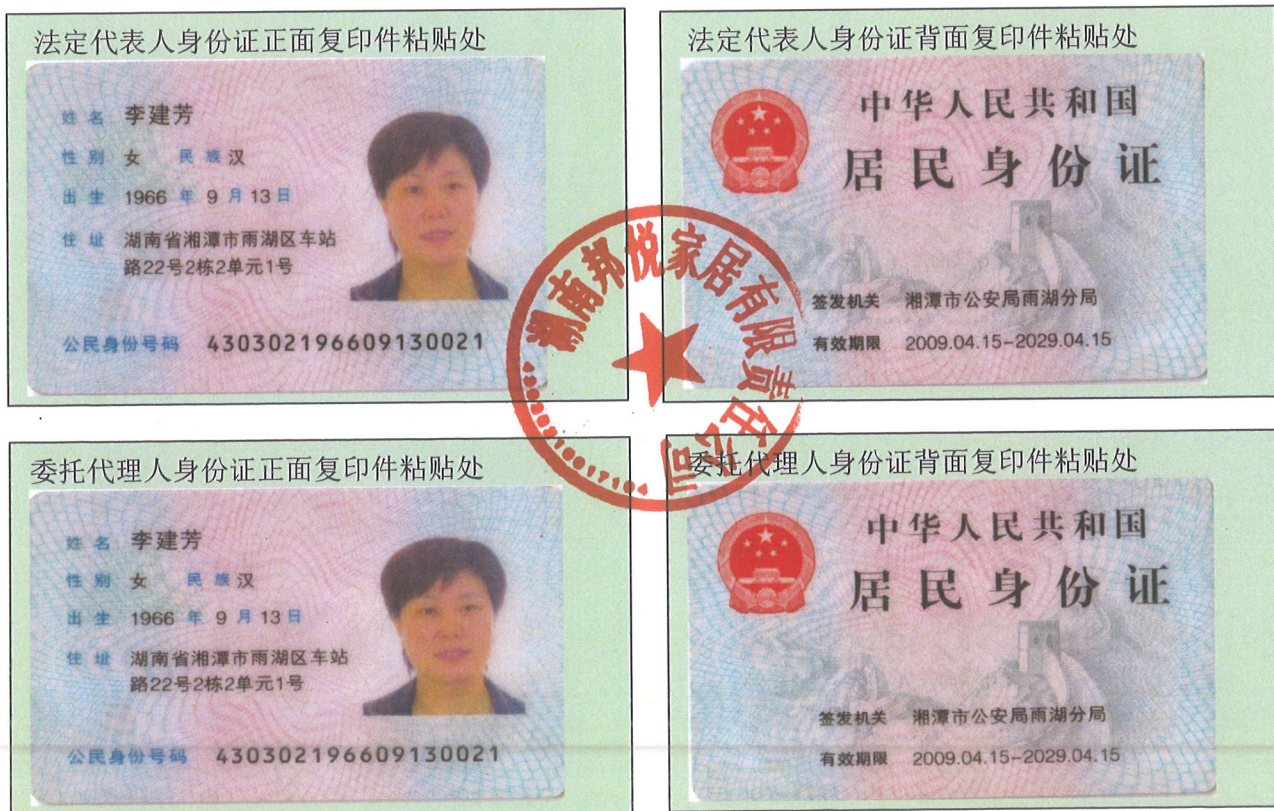 法定代表人身份证正面复印件粘贴处
姓名 李建芳
性别 女 民族 汉
出生 1966 年 9 月 13 日
住址 湖南省湘潭市雨湖区车站
路22号2栋2单元1号
公民身份号码 430302196609130021
法定代表人身份证背面复印件粘贴处
中华人民共和国
居民身份证
签发机关 湘潭市公安局雨湖分局
有效期限 2009.04.15-2029.04.15
湖南邦悦家居有限责任公司
委托代理人身份证正面复印件粘贴处
姓名 李建芳
性别 女 民族 汉
出生 1966 年 9 月 13 日
住址 湖南省湘潭市雨湖区车站
路22号2栋2单元1号
公民身份号码 430302196609130021
委托代理人身份证背面复印件粘贴处
中华人民共和国
居民身份证
签发机关 湘潭市公安局雨湖分局
有效期限 2009.04.15-2029.04.15